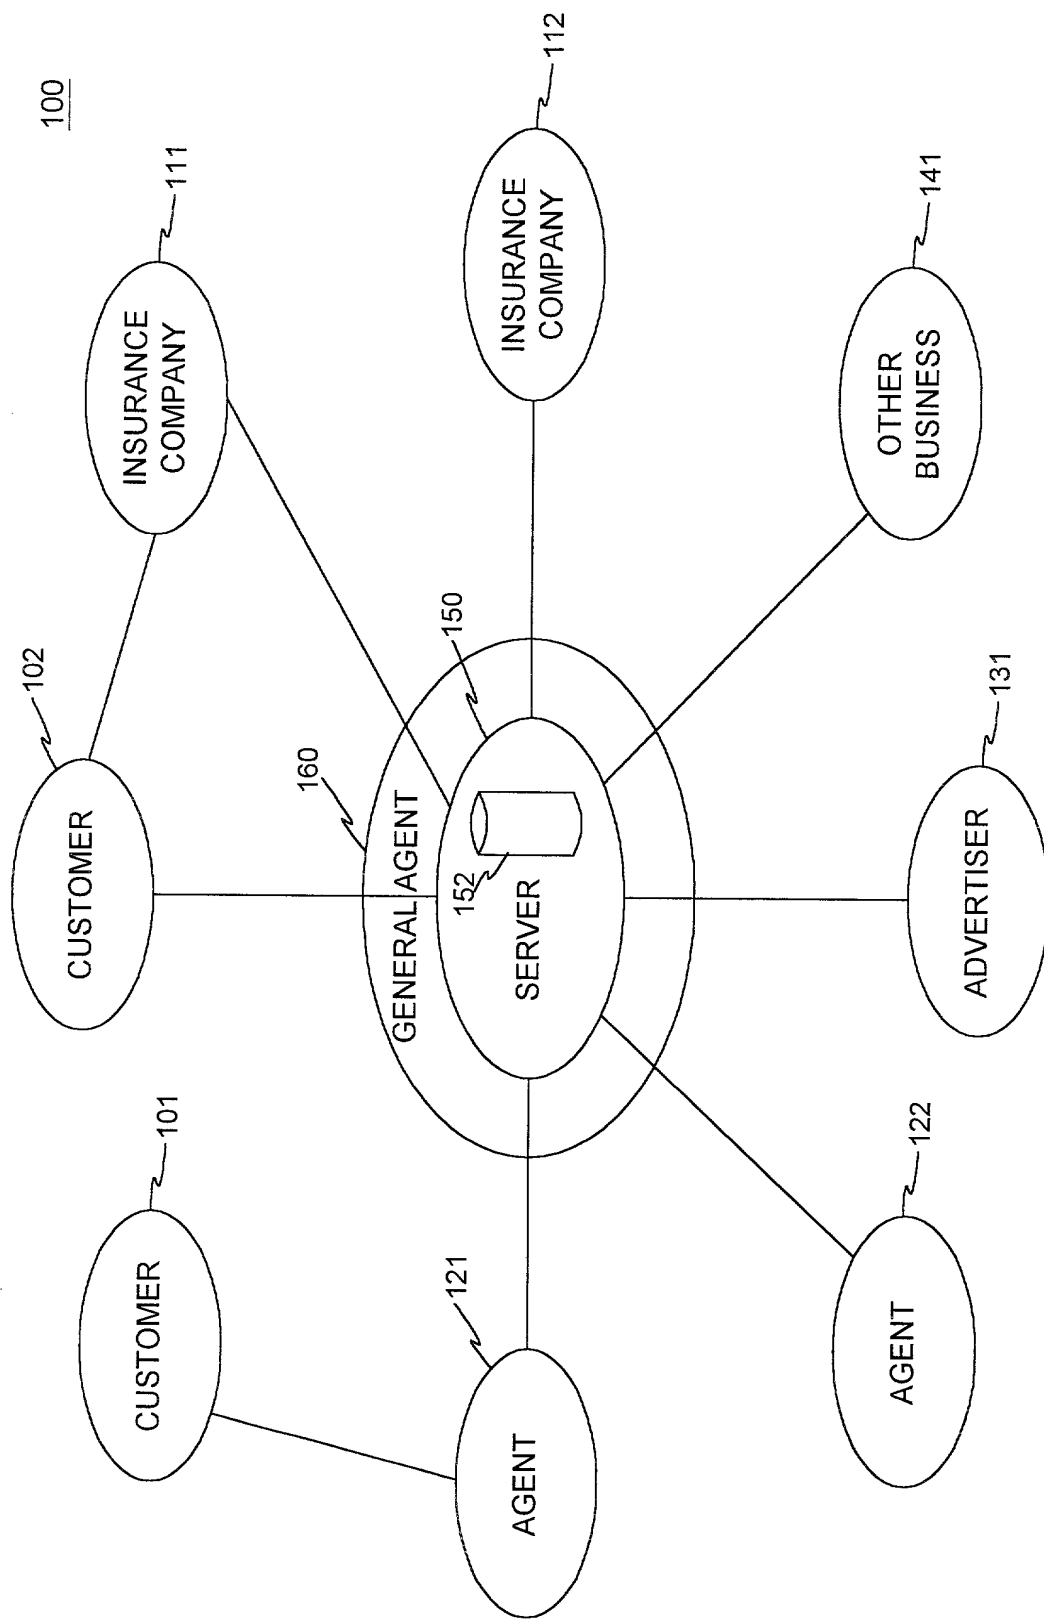 100
CUSTOMER
101
CUSTOMER
102
INSURANCE
COMPANY
111
INSURANCE
COMPANY
112
GENERAL AGENT
160
SERVER
150
152
AGENT
121
AGENT
122
ADVERTISER
131
OTHER
BUSINESS
141